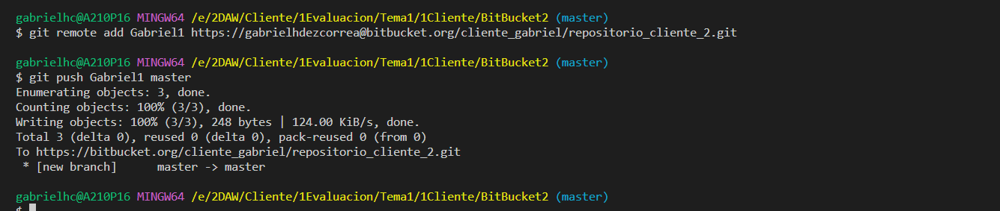 gabrielhc@A210P16 MINGW64 /e/2DAW/Cliente/1Evaluacion/Tema1/1Cliente/BitBucket2 (master)
$ git remote add Gabriel1 https://gabrielhdezcorrea@bitbucket.org/cliente_gabriel/repositorio_cliente_2.git
gabrielhc@A210P16 MINGW64 /e/2DAW/Cliente/1Evaluacion/Tema1/1Cliente/BitBucket2 (master)
$ git push Gabriel1 master
Enumerating objects: 3, done.
Counting objects: 100% (3/3), done.
Writing objects: 100% (3/3), 248 bytes | 124.00 KiB/s, done.
Total 3 (delta 0), reused 0 (delta 0), pack-reused 0 (from 0)
To https://bitbucket.org/cliente_gabriel/repositorio_cliente_2.git
 * [new branch]      master -> master
gabrielhc@A210P16 MINGW64 /e/2DAW/Cliente/1Evaluacion/Tema1/1Cliente/BitBucket2 (master)
$